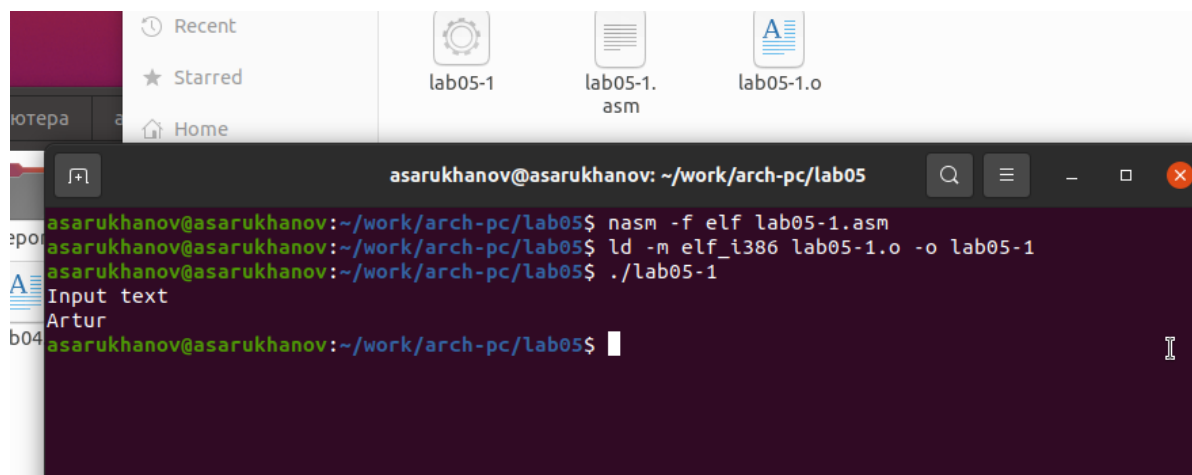 Recent
Starred
Home
lab05-1
lab05-1.
asm
lab05-1.o
ютера
asarukhanov@asarukhanov: ~/work/arch-pc/lab05
asarukhanov@asarukhanov:~/work/arch-pc/lab05$ nasm -f elf lab05-1.asm
asarukhanov@asarukhanov:~/work/arch-pc/lab05$ ld -m elf_i386 lab05-1.o -o lab05-1
asarukhanov@asarukhanov:~/work/arch-pc/lab05$ ./lab05-1
Input text
Artur
asarukhanov@asarukhanov:~/work/arch-pc/lab05$
b04